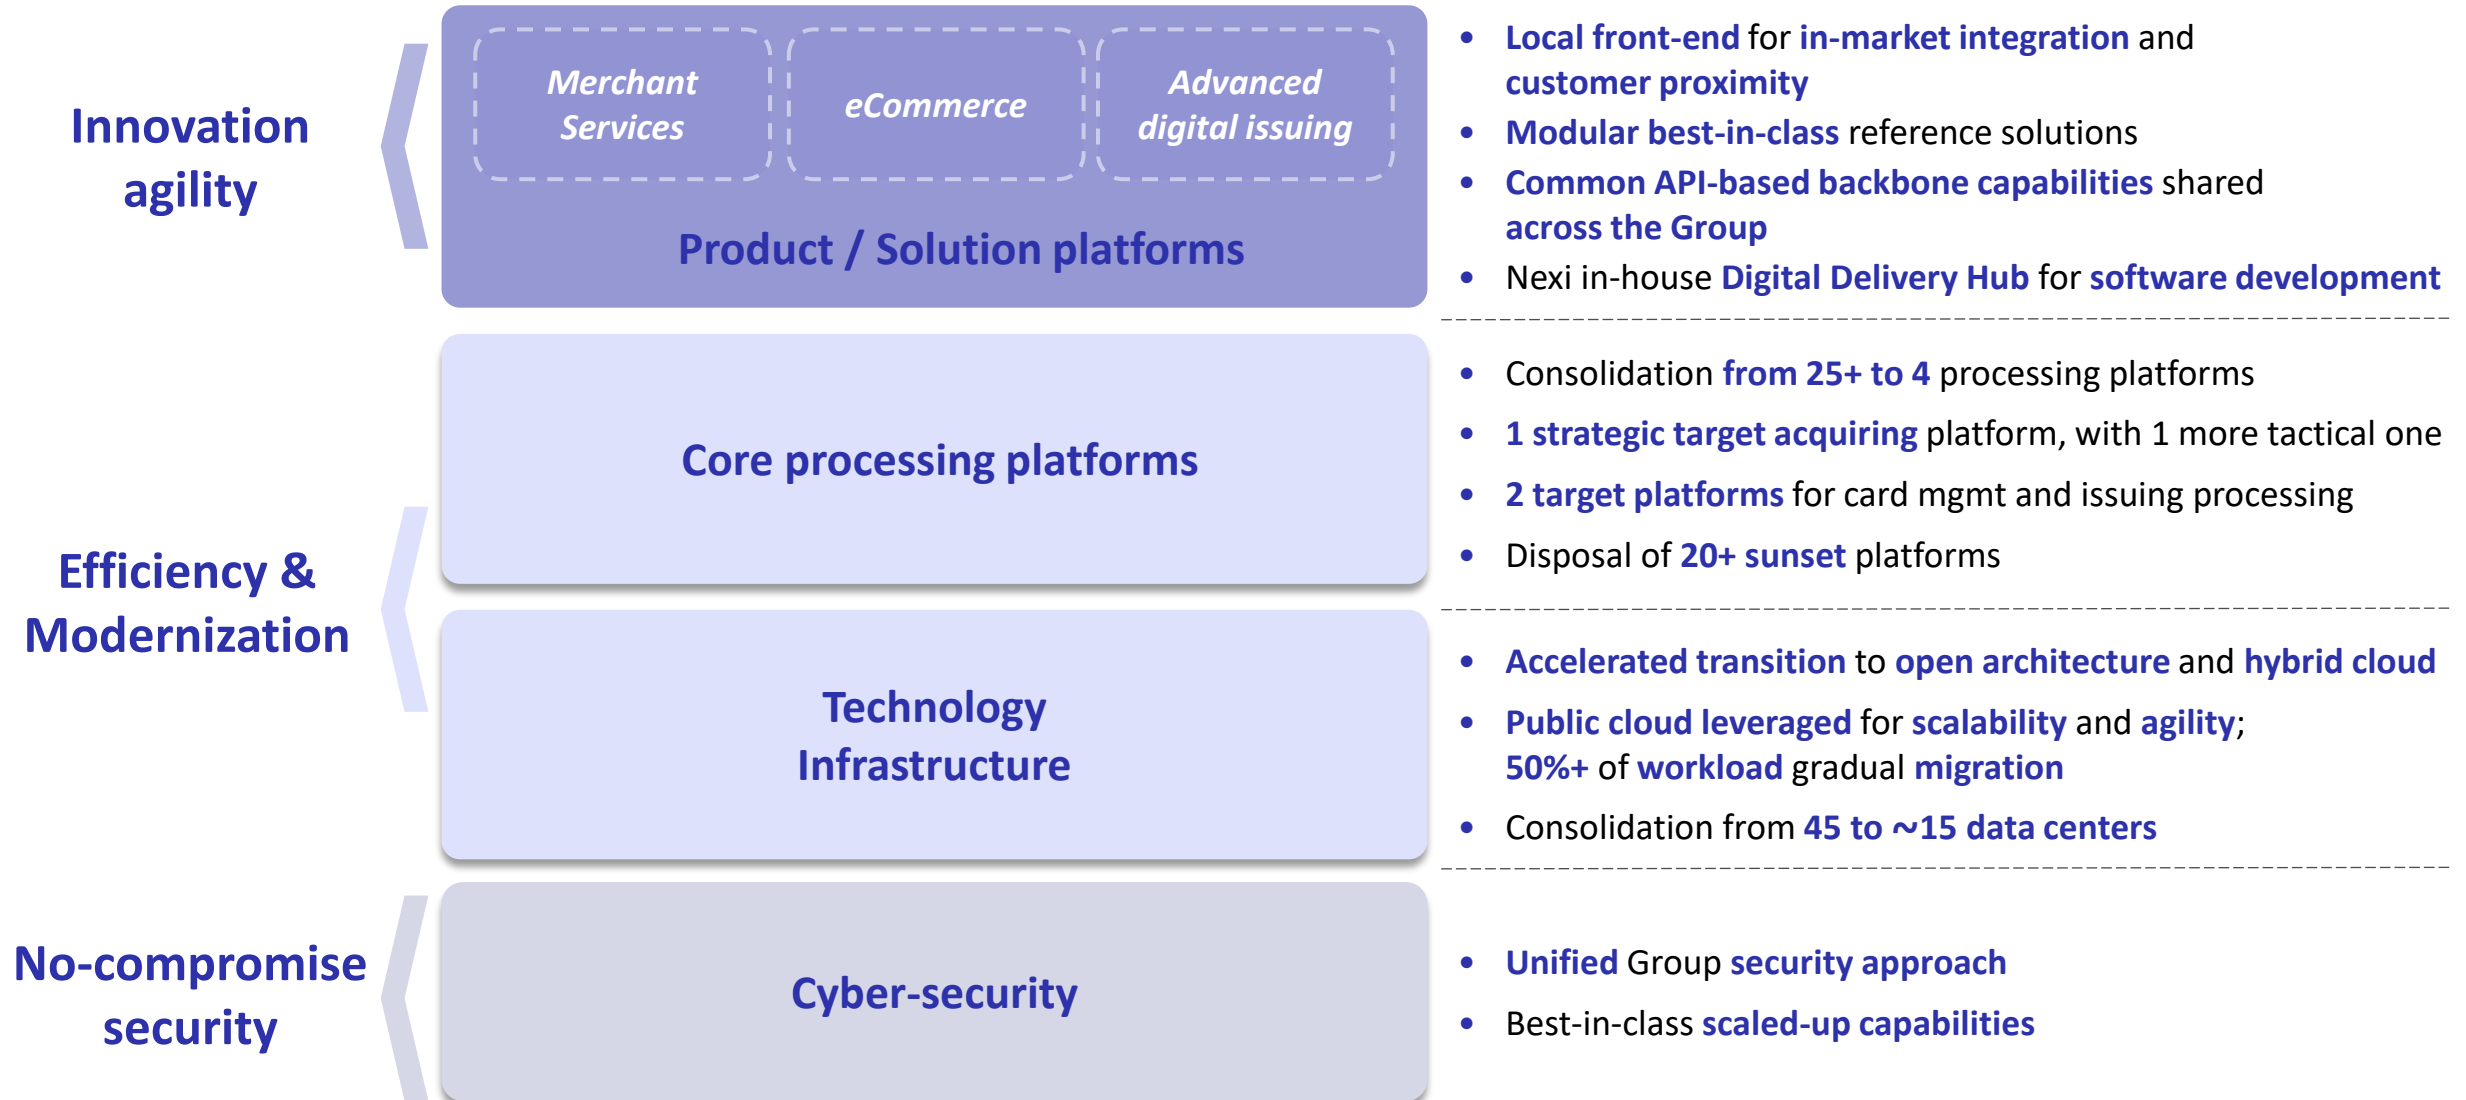 Innovation
agility
Merchant
Services
eCommerce
Advanced
digital issuing
Product / Solution platforms
• Local front-end for in-market integration and
customer proximity
• Modular best-in-class reference solutions
• Common API-based backbone capabilities shared
across the Group
• Nexi in-house Digital Delivery Hub for software development
Efficiency &
Modernization
Core processing platforms
• Consolidation from 25+ to 4 processing platforms
• 1 strategic target acquiring platform, with 1 more tactical one
• 2 target platforms for card mgmt and issuing processing
• Disposal of 20+ sunset platforms
Technology
Infrastructure
• Accelerated transition to open architecture and hybrid cloud
• Public cloud leveraged for scalability and agility;
50%+ of workload gradual migration
• Consolidation from 45 to ~15 data centers
No-compromise
security
Cyber-security
• Unified Group security approach
• Best-in-class scaled-up capabilities